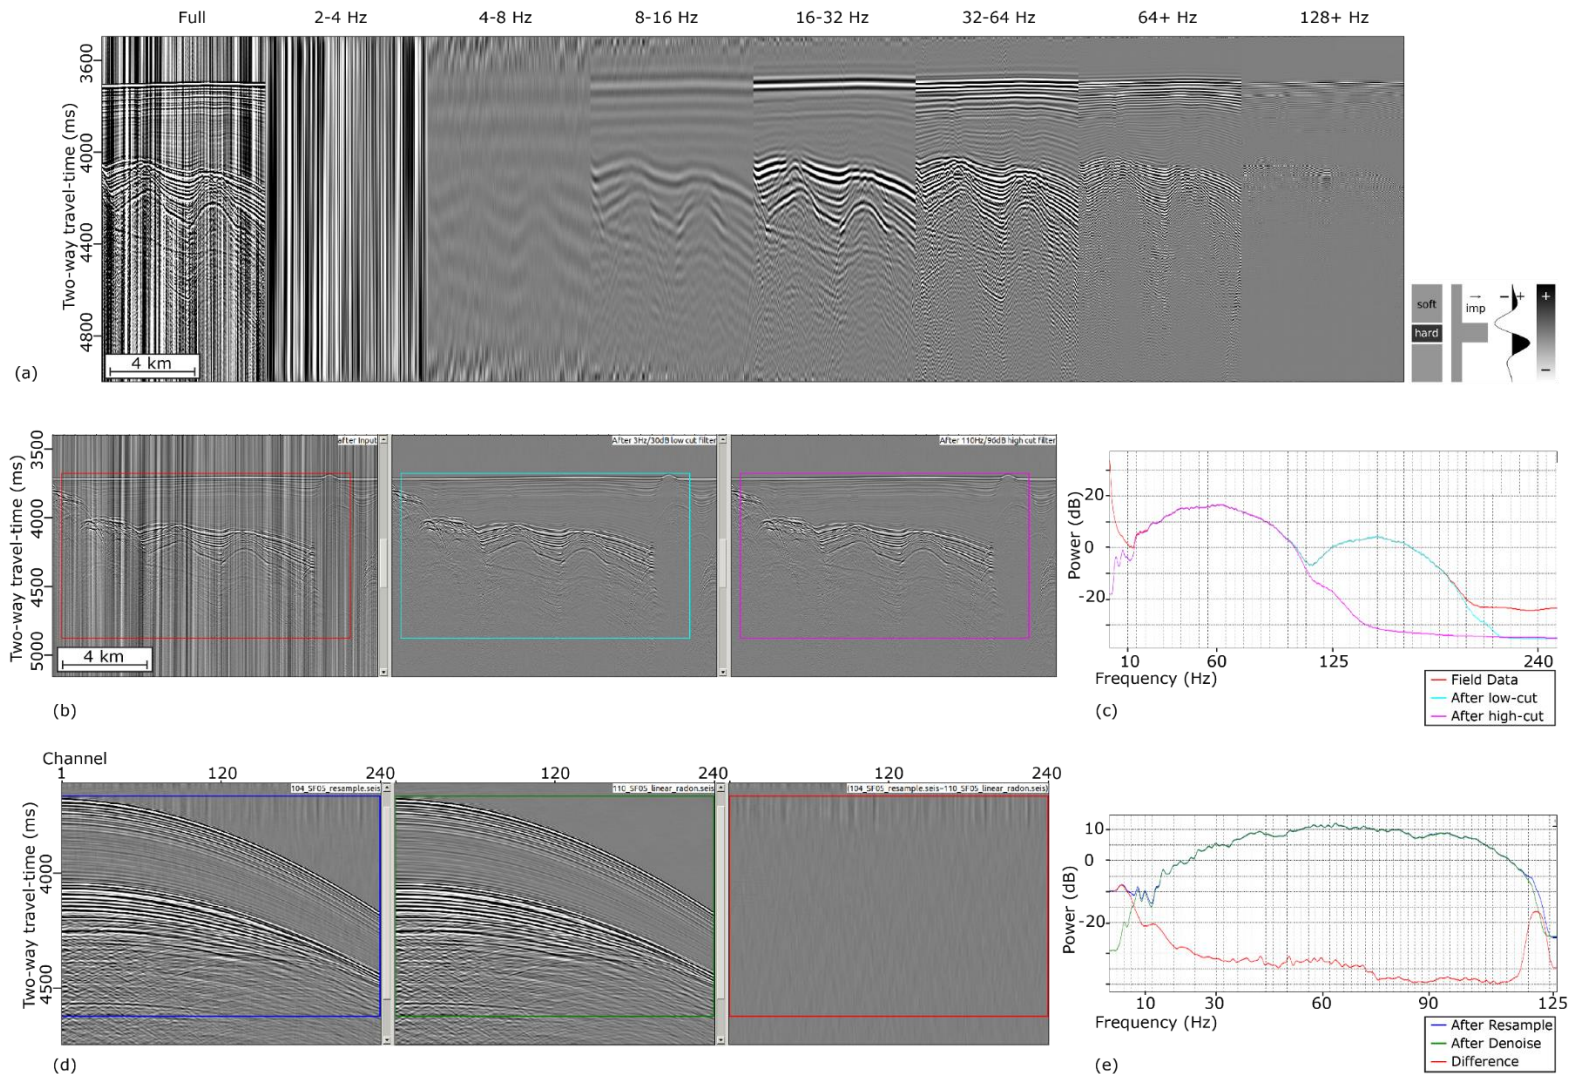 Full 2-4 Hz 4-8 Hz 8-16 Hz 16-32 Hz 32-64 Hz 64+ Hz 128+ Hz
Two-way travel-time (ms)
3600
4000
4400
4800
4 km
(a)
soft
hard
→
imp
− +
+
−
after Input
After 3Hz/30dB low cut filter
After 110Hz/96dB high cut filter
Two-way travel-time (ms)
3500
4000
4500
5000
4 km
(b)
Power (dB)
20
0
-20
10 60 125 240
Frequency (Hz)
Field Data
After low-cut
After high-cut
(c)
Channel
1 120 240 120 240 120 240
104_SF05_resample.seis
110_SF05_linear_radon.seis
(104_SF05_resample.seis−110_SF05_linear_radon.seis)
Two-way travel-time (ms)
4000
4500
(d)
Power (dB)
10
0
-20
10 30 60 90 125
Frequency (Hz)
After Resample
After Denoise
Difference
(e)